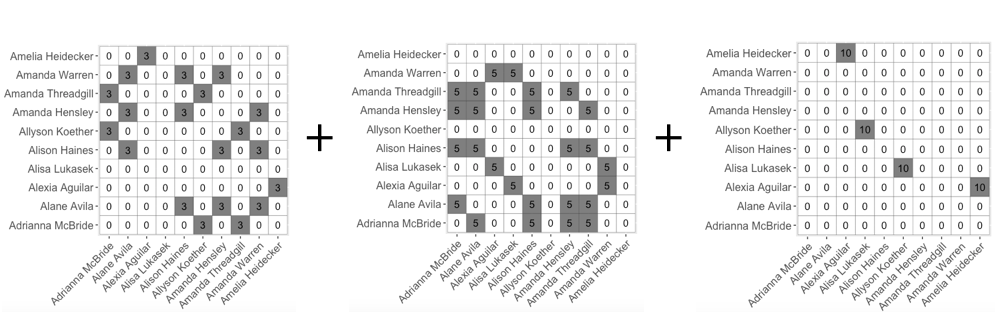 Amelia Heidecker 0 0 3 0 0 0 0 0 0 0
Amanda Warren 0 3 0 0 3 0 3 0 0 0
Amanda Threadgill 3 0 0 0 0 3 0 0 0 0
Amanda Hensley 0 3 0 0 3 0 0 0 3 0
Allyson Koether 3 0 0 0 0 0 0 3 0 0
Alison Haines 0 3 0 0 0 0 3 0 3 0
Alisa Lukasek 0 0 0 0 0 0 0 0 0 0
Alexia Aguilar 0 0 0 0 0 0 0 0 0 3
Alane Avila 0 0 0 0 3 0 3 0 3 0
Adrianna McBride 0 0 0 0 0 3 0 3 0 0
Adrianna McBride
Alane Avila
Alexia Aguilar
Alisa Lukasek
Alison Haines
Allyson Koether
Amanda Hensley
Amanda Threadgill
Amanda Warren
Amelia Heidecker
+
Amelia Heidecker 0 0 0 0 0 0 0 0 0 0
Amanda Warren 0 0 5 5 0 0 0 0 0 0
Amanda Threadgill 5 5 0 0 5 0 5 0 0 0
Amanda Hensley 5 5 0 0 5 0 0 5 0 0
Allyson Koether 0 0 0 0 0 0 0 0 0 0
Alison Haines 5 5 0 0 0 0 5 5 0 0
Alisa Lukasek 0 0 5 0 0 0 0 0 5 0
Alexia Aguilar 0 0 0 5 0 0 0 0 5 0
Alane Avila 5 0 0 0 5 0 5 5 0 0
Adrianna McBride 0 5 0 0 5 0 5 5 0 0
Adrianna McBride
Alane Avila
Alexia Aguilar
Alisa Lukasek
Alison Haines
Allyson Koether
Amanda Hensley
Amanda Threadgill
Amanda Warren
Amelia Heidecker
+
Amelia Heidecker 0 0 10 0 0 0 0 0 0 0
Amanda Warren 0 0 0 0 0 0 0 0 0 0
Amanda Threadgill 0 0 0 0 0 0 0 0 0 0
Amanda Hensley 0 0 0 0 0 0 0 0 0 0
Allyson Koether 0 0 0 10 0 0 0 0 0 0
Alison Haines 0 0 0 0 0 0 0 0 0 0
Alisa Lukasek 0 0 0 0 0 10 0 0 0 0
Alexia Aguilar 0 0 0 0 0 0 0 0 0 10
Alane Avila 0 0 0 0 0 0 0 0 0 0
Adrianna McBride 0 0 0 0 0 0 0 0 0 0
Adrianna McBride
Alane Avila
Alexia Aguilar
Alisa Lukasek
Alison Haines
Allyson Koether
Amanda Hensley
Amanda Threadgill
Amanda Warren
Amelia Heidecker